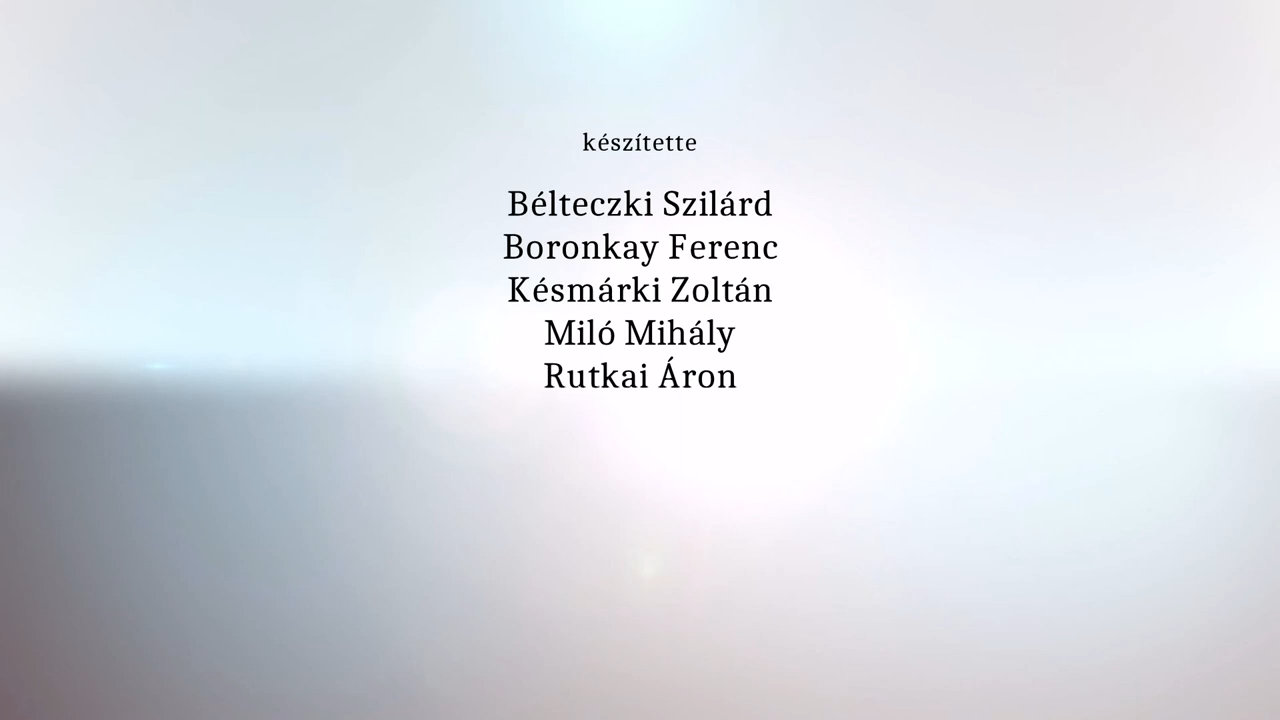 készítette
Bélteczki Szilárd
Boronkay Ferenc
Késmárki Zoltán
Miló Mihály
Rutkai Áron